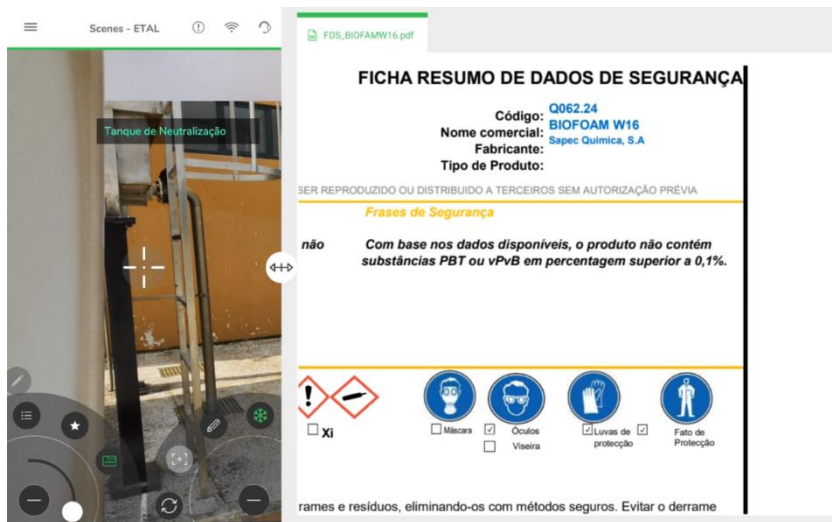 Scenes - ETAL
Tanque de Neutralização
FDS_BIOFAMW16.pdf
FICHA RESUMO DE DADOS DE SEGURANÇA
Código: Q062.24
Nome comercial: BIOFOAM W16
Fabricante: Sapec Quimica, S.A
Tipo de Produto:
SER REPRODUZIDO OU DISTRIBUIDO A TERCEIROS SEM AUTORIZAÇÃO PRÉVIA
Frases de Segurança
não Com base nos dados disponíveis, o produto não contém
substâncias PBT ou vPvB em percentagem superior a 0,1%.
Xi
Máscara
Óculos
Viseira
Luvas de
protecção
Fato de
Protecção
rames e resíduos, eliminando-os com métodos seguros. Evitar o derrame